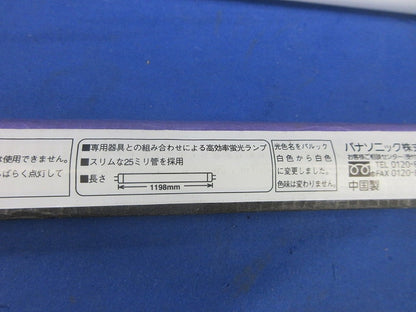 は使用できません。
しばらく点灯して
■専用器具との組み合わせによる高効率蛍光ランプ
■スリムな25ミリ管を採用
■長さ
1198mm
光色名をパルック
白色から白色
に変更しました。
色味は変わりません。
パナソニック株式
お客様ご相談センター
TEL 0120-
FAX 0120-8
中国製